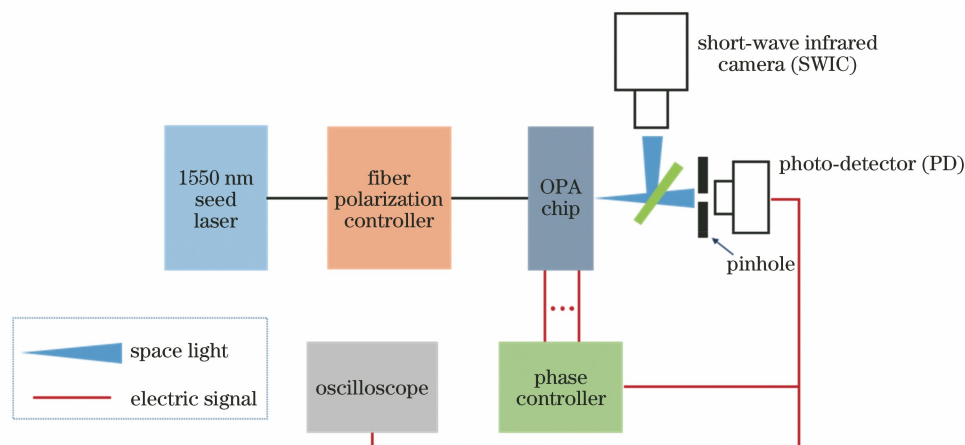 short-wave infrared
camera (SWIC)
photo-detector (PD)
1550 nm
seed
laser
fiber
polarization
controller
OPA
chip
pinhole
space light
electric signal
oscilloscope
phase
controller